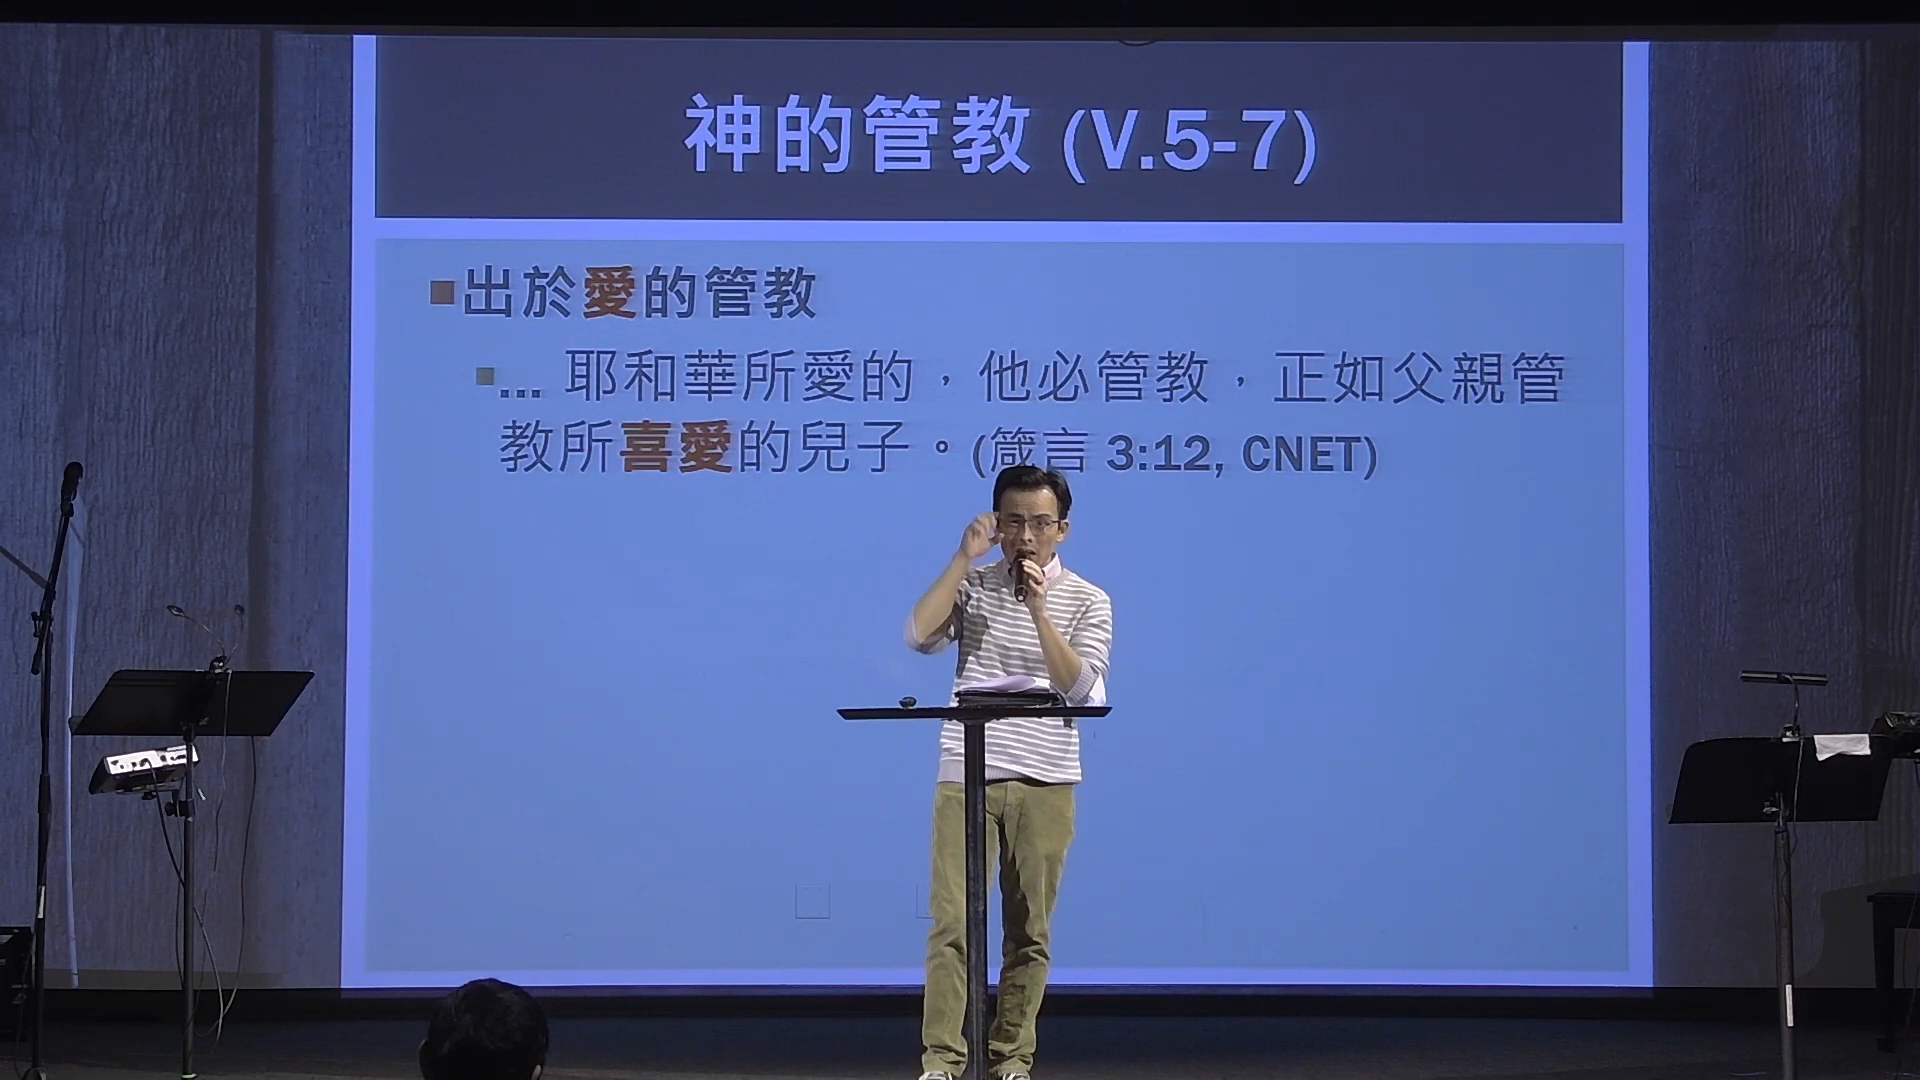 神的管教 (V.5-7)
出於愛的管教
... 耶和華所愛的，他必管教，正如父親管
教所喜愛的兒子。(箴言 3:12, CNET)